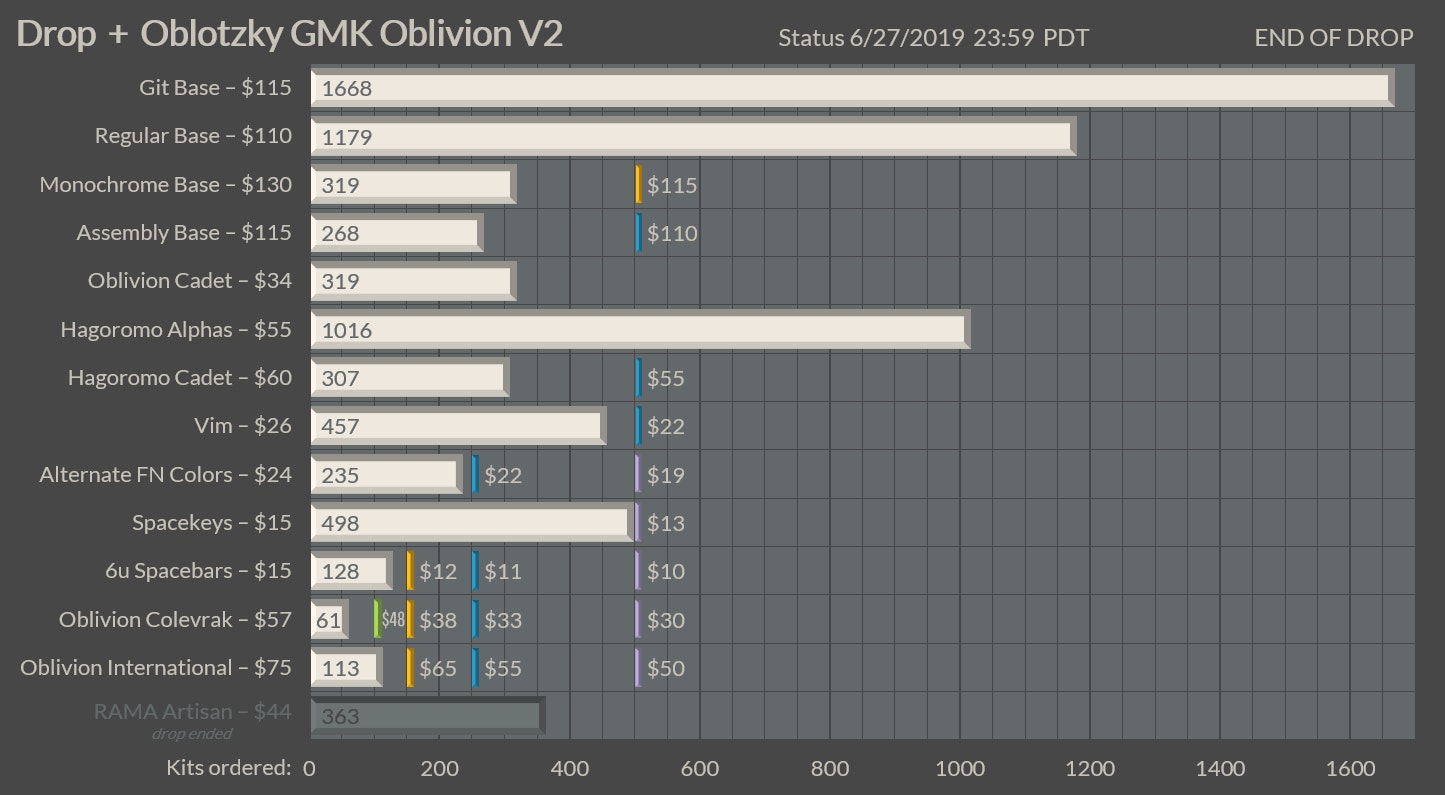 Drop + Oblotzky GMK Oblivion V2 Status 6/27/2019 23:59 PDT END OF DROP
Git Base – $115 1668
Regular Base – $110 1179
Monochrome Base – $130 319 $115
Assembly Base – $115 268 $110
Oblivion Cadet – $34 319
Hagoromo Alphas – $55 1016
Hagoromo Cadet – $60 307 $55
Vim – $26 457 $22
Alternate FN Colors – $24 235 $22 $19
Spacekeys – $15 498 $13
6u Spacebars – $15 128 $12 $11 $10
Oblivion Colevrak – $57 61 $48 $38 $33 $30
Oblivion International – $75 113 $65 $55 $50
RAMA Artisan – $44 363
drop ended
Kits ordered: 0 200 400 600 800 1000 1200 1400 1600